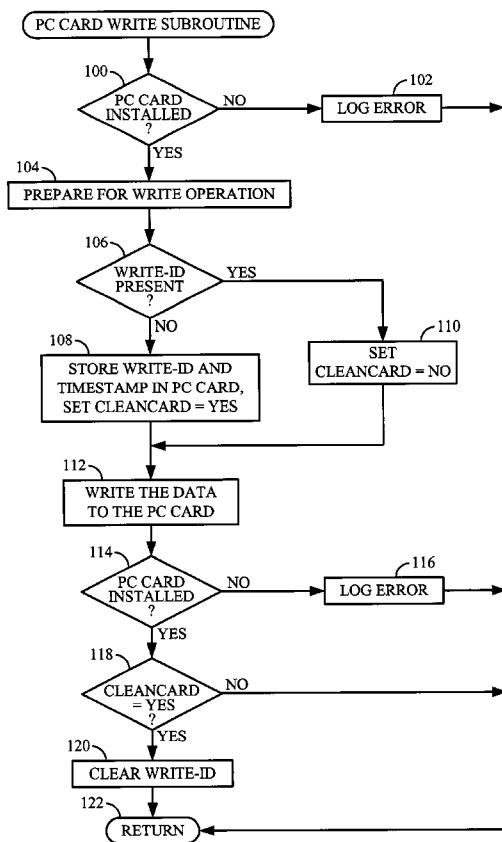 PC CARD WRITE SUBROUTINE
100
PC CARD
INSTALLED
?
NO
YES
102
LOG ERROR
104
PREPARE FOR WRITE OPERATION
106
WRITE-ID
PRESENT
?
YES
NO
108
STORE WRITE-ID AND
TIMESTAMP IN PC CARD,
SET CLEANCARD = YES
110
SET
CLEANCARD = NO
112
WRITE THE DATA
TO THE PC CARD
114
PC CARD
INSTALLED
?
NO
YES
116
LOG ERROR
118
CLEANCARD
= YES
?
NO
YES
120
CLEAR WRITE-ID
122
RETURN